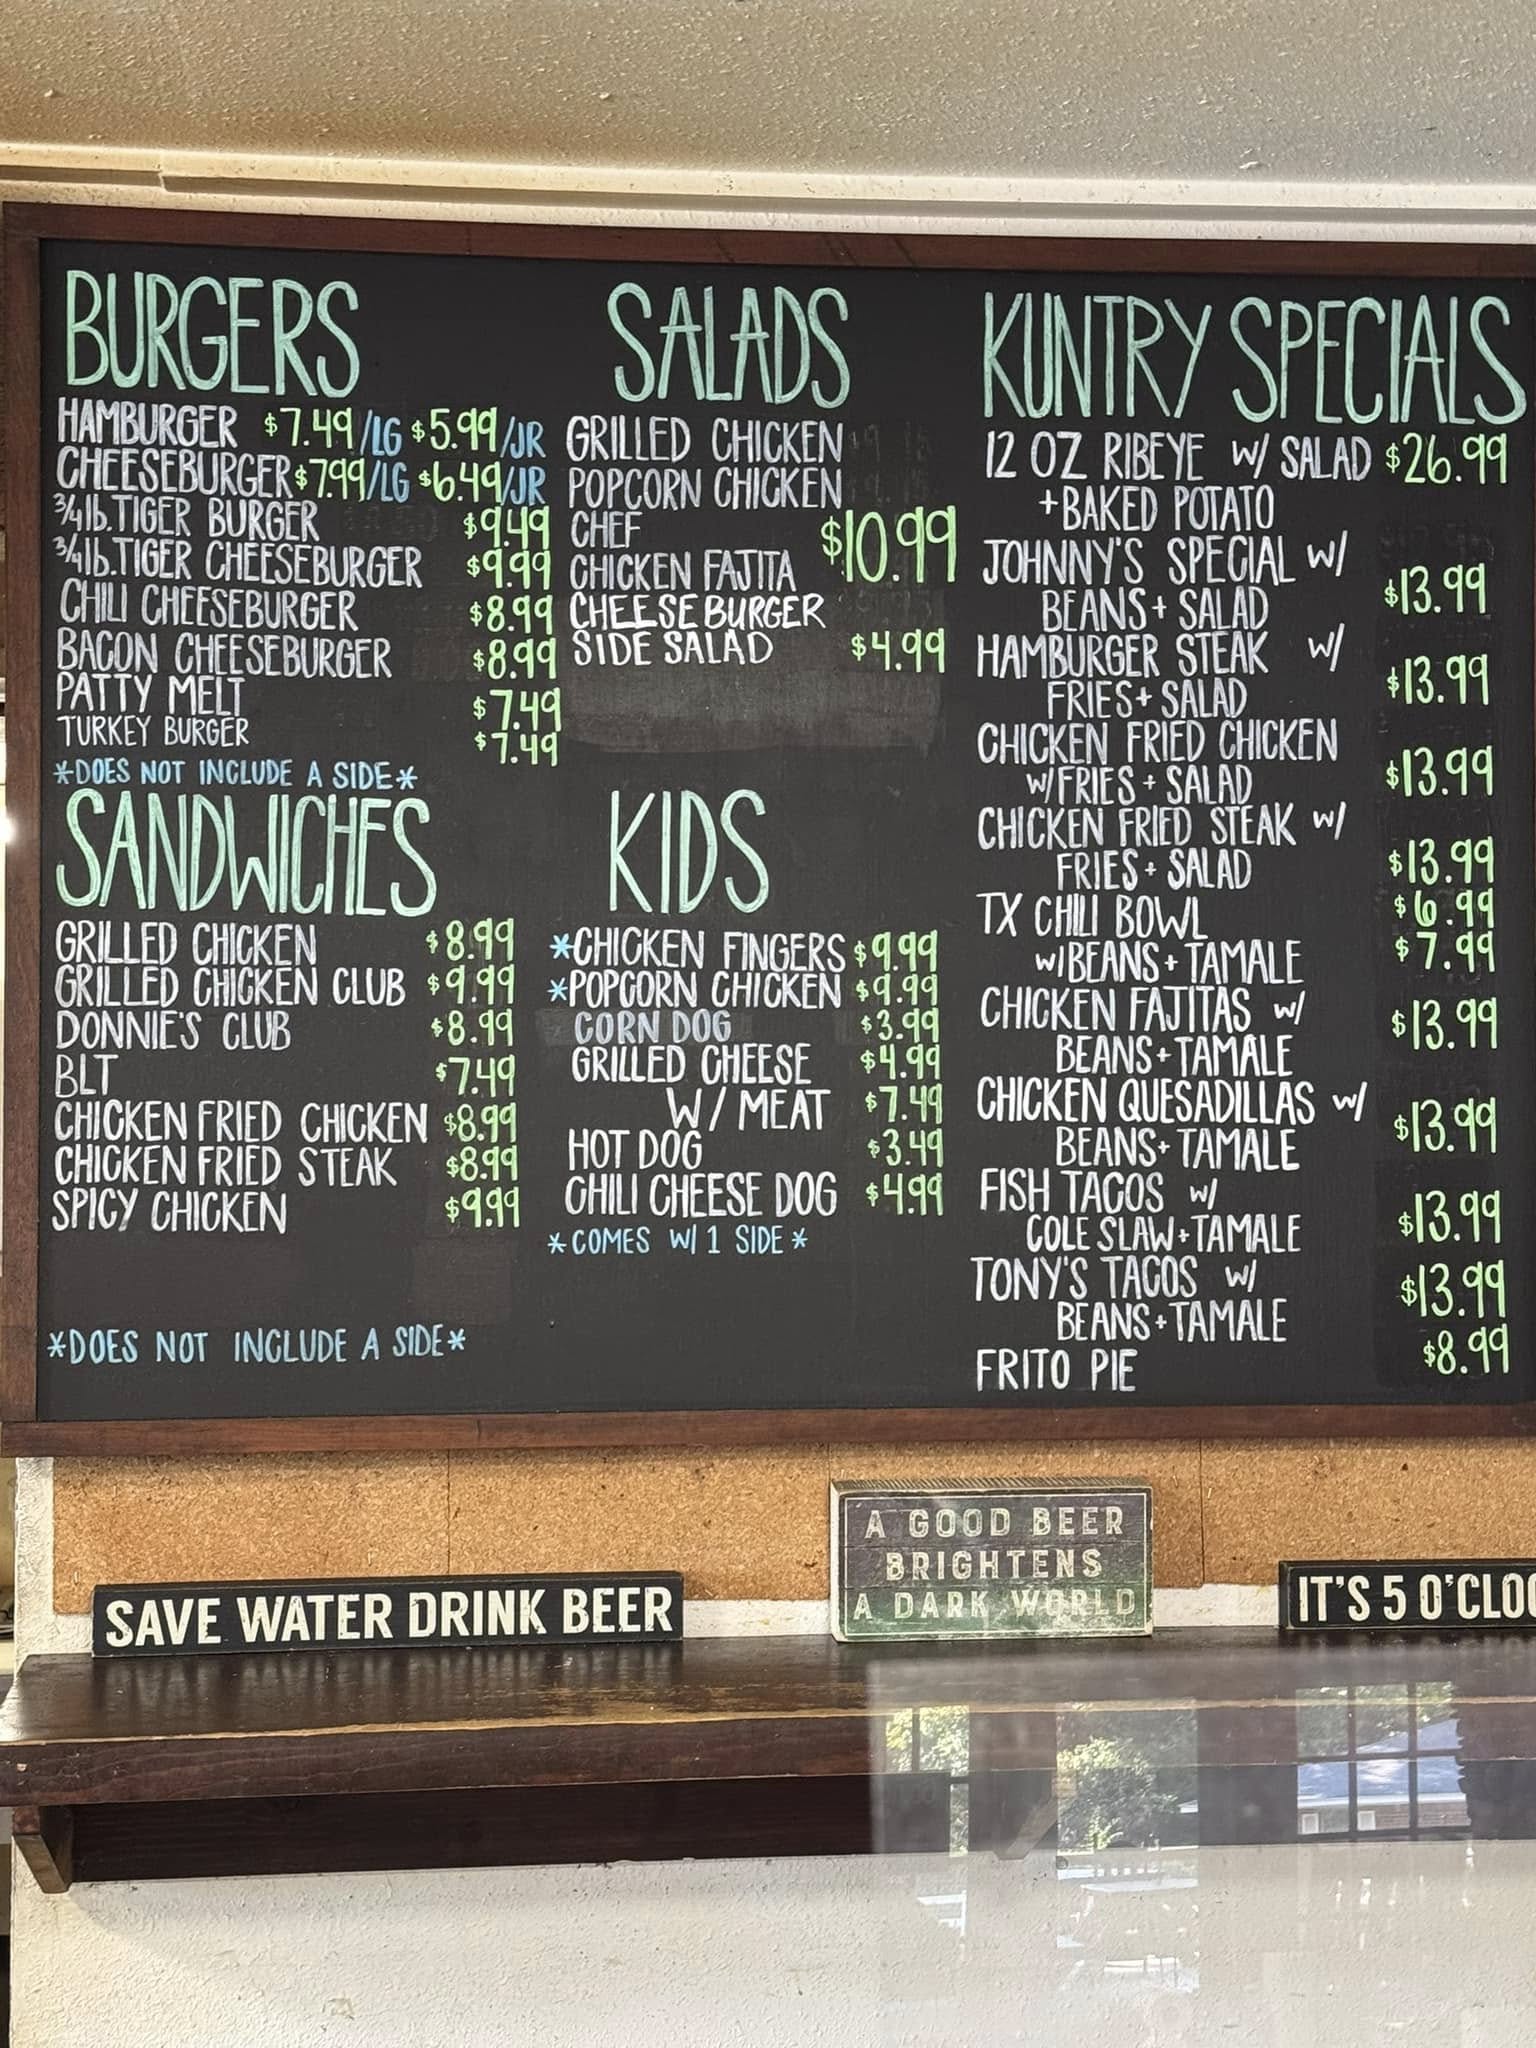 BURGERS
HAMBURGER $7.49/LG $5.99/JR
CHEESEBURGER $7.99/LG $6.49/JR
3/4 lb. TIGER BURGER $9.49
3/4 lb. TIGER CHEESEBURGER $9.99
CHILI CHEESEBURGER $8.99
BACON CHEESEBURGER $8.99
PATTY MELT $7.49
TURKEY BURGER $7.49
*DOES NOT INCLUDE A SIDE*
SANDWICHES
GRILLED CHICKEN $8.99
GRILLED CHICKEN CLUB $9.99
DONNIE'S CLUB $8.99
BLT $7.49
CHICKEN FRIED CHICKEN $8.99
CHICKEN FRIED STEAK $8.99
SPICY CHICKEN $9.99
*DOES NOT INCLUDE A SIDE*
SALADS
GRILLED CHICKEN
POPCORN CHICKEN
CHEF $10.99
CHICKEN FAJITA
CHEESEBURGER
SIDE SALAD $4.99
KIDS
*CHICKEN FINGERS $9.99
*POPCORN CHICKEN $9.99
CORN DOG $3.99
GRILLED CHEESE $4.99
W/ MEAT $7.49
HOT DOG $3.49
CHILI CHEESE DOG $4.99
*COMES W/ 1 SIDE*
KUNTRY SPECIALS
12 OZ RIBEYE W/ SALAD $26.99
+BAKED POTATO
JOHNNY'S SPECIAL W/
BEANS + SALAD $13.99
HAMBURGER STEAK W/
FRIES + SALAD $13.99
CHICKEN FRIED CHICKEN
W/FRIES + SALAD $13.99
CHICKEN FRIED STEAK W/
FRIES + SALAD $13.99
TX CHILI BOWL $6.99
W/BEANS + TAMALE $7.99
CHICKEN FAJITAS W/
BEANS + TAMALE $13.99
CHICKEN QUESADILLAS W/
BEANS + TAMALE $13.99
FISH TACOS W/
COLE SLAW + TAMALE $13.99
TONY'S TACOS W/
BEANS + TAMALE $13.99
FRITO PIE $8.99
SAVE WATER DRINK BEER
A GOOD BEER
BRIGHTENS
A DARK WORLD
IT'S 5 O'CLO